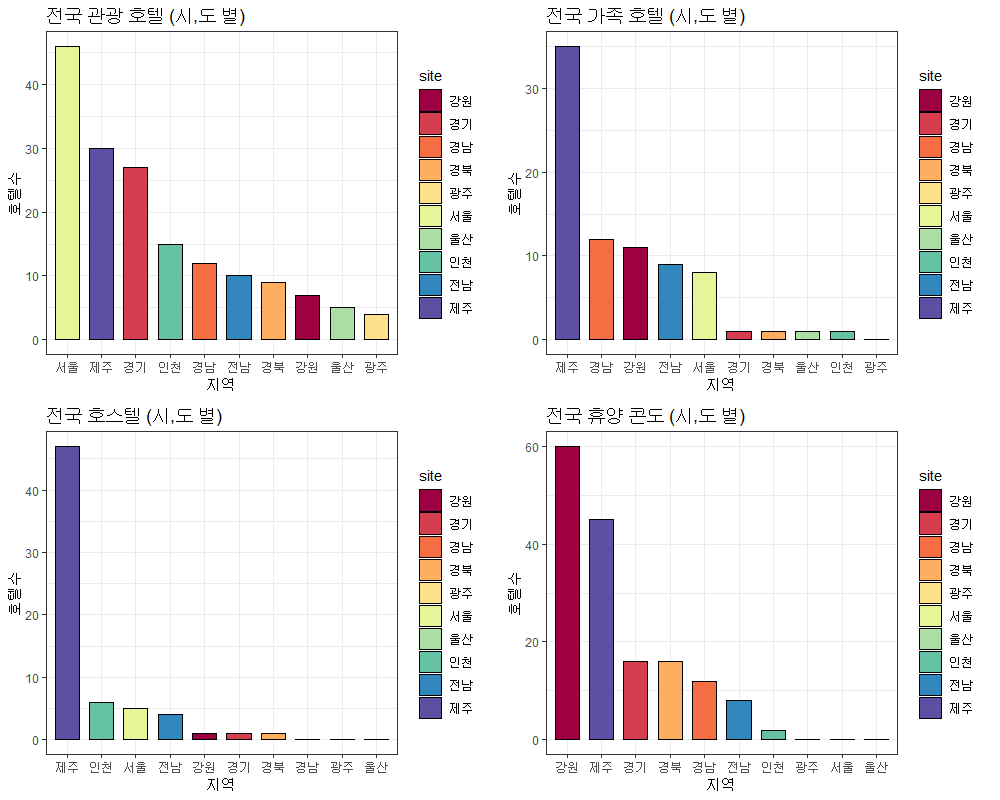 전국 관광 호텔 (시,도 별)
호텔수
40
30
20
10
0
서울 제주 경기 인천 경남 전남 경북 강원 울산 광주
지역
site
강원
경기
경남
경북
광주
서울
울산
인천
전남
제주
전국 가족 호텔 (시,도 별)
호텔수
30
20
10
0
제주 경남 강원 전남 서울 경기 경북 울산 인천 광주
지역
site
강원
경기
경남
경북
광주
서울
울산
인천
전남
제주
전국 호스텔 (시,도 별)
호텔수
40
30
20
10
0
제주 인천 서울 전남 강원 경기 경북 경남 광주 울산
지역
site
강원
경기
경남
경북
광주
서울
울산
인천
전남
제주
전국 휴양 콘도 (시,도 별)
호텔수
60
40
20
0
강원 제주 경기 경북 경남 전남 인천 광주 서울 울산
지역
site
강원
경기
경남
경북
광주
서울
울산
인천
전남
제주